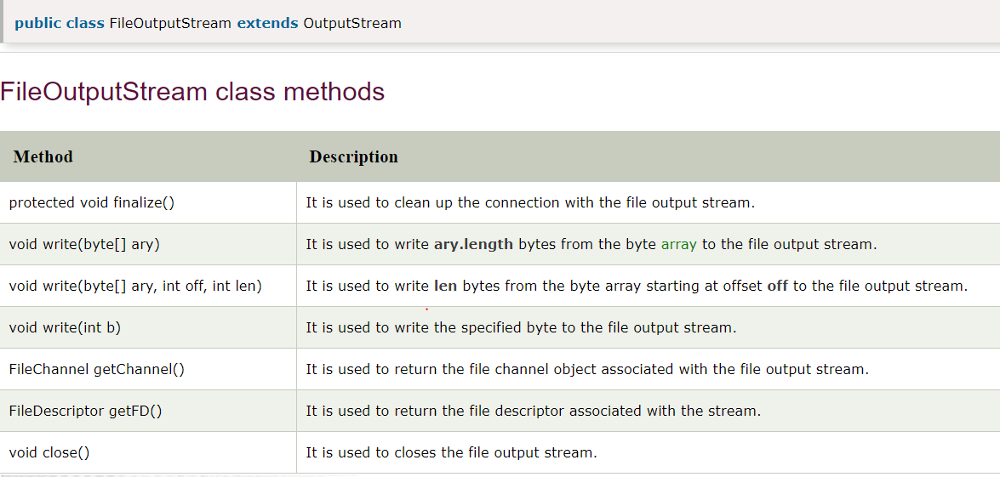 public class FileOutputStream extends OutputStream
FileOutputStream class methods
Method Description
protected void finalize() It is used to clean up the connection with the file output stream.
void write(byte[] ary) It is used to write ary.length bytes from the byte array to the file output stream.
void write(byte[] ary, int off, int len) It is used to write len bytes from the byte array starting at offset off to the file output stream.
void write(int b) It is used to write the specified byte to the file output stream.
FileChannel getChannel() It is used to return the file channel object associated with the file output stream.
FileDescriptor getFD() It is used to return the file descriptor associated with the stream.
void close() It is used to closes the file output stream.